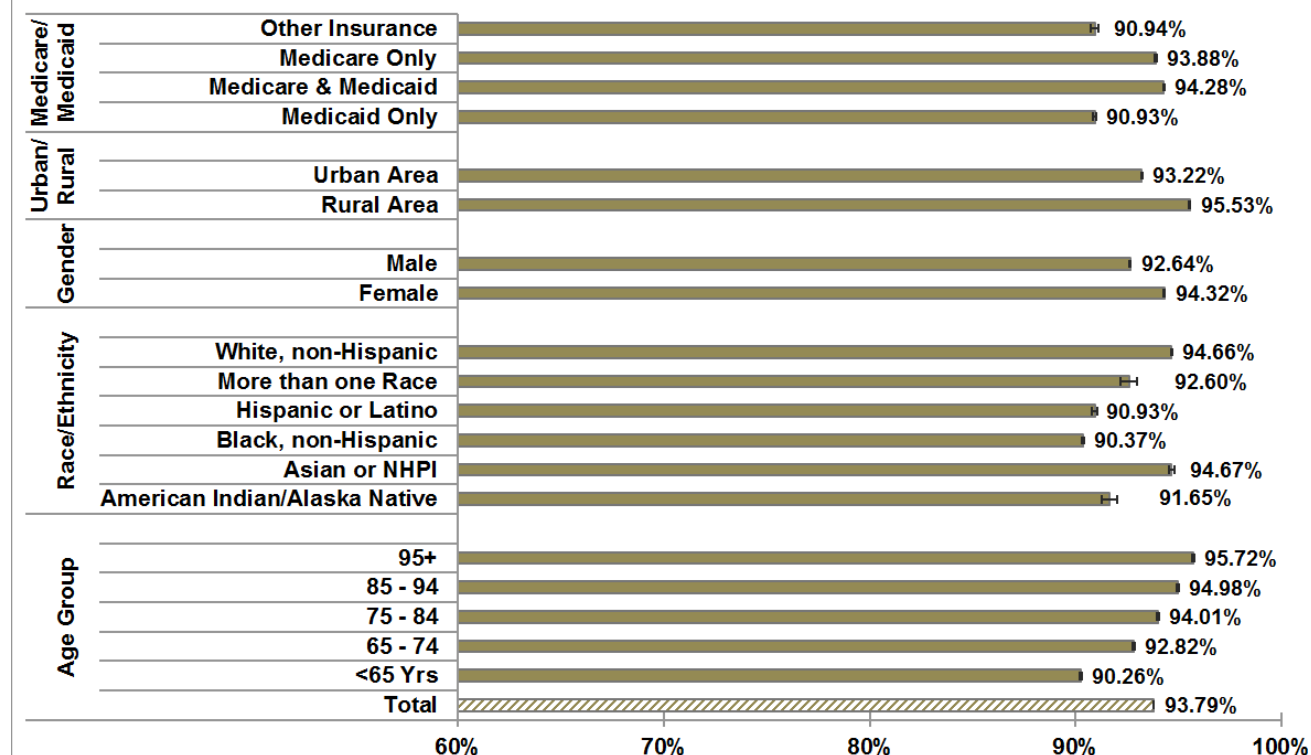 Medicare/
Medicaid
Other Insurance 90.94%
Medicare Only 93.88%
Medicare & Medicaid 94.28%
Medicaid Only 90.93%
Urban/
Rural
Urban Area 93.22%
Rural Area 95.53%
Gender
Male 92.64%
Female 94.32%
Race/Ethnicity
White, non-Hispanic 94.66%
More than one Race 92.60%
Hispanic or Latino 90.93%
Black, non-Hispanic 90.37%
Asian or NHPI 94.67%
American Indian/Alaska Native 91.65%
Age Group
95+ 95.72%
85 - 94 94.98%
75 - 84 94.01%
65 - 74 92.82%
<65 Yrs 90.26%
Total 93.79%
60% 70% 80% 90% 100%